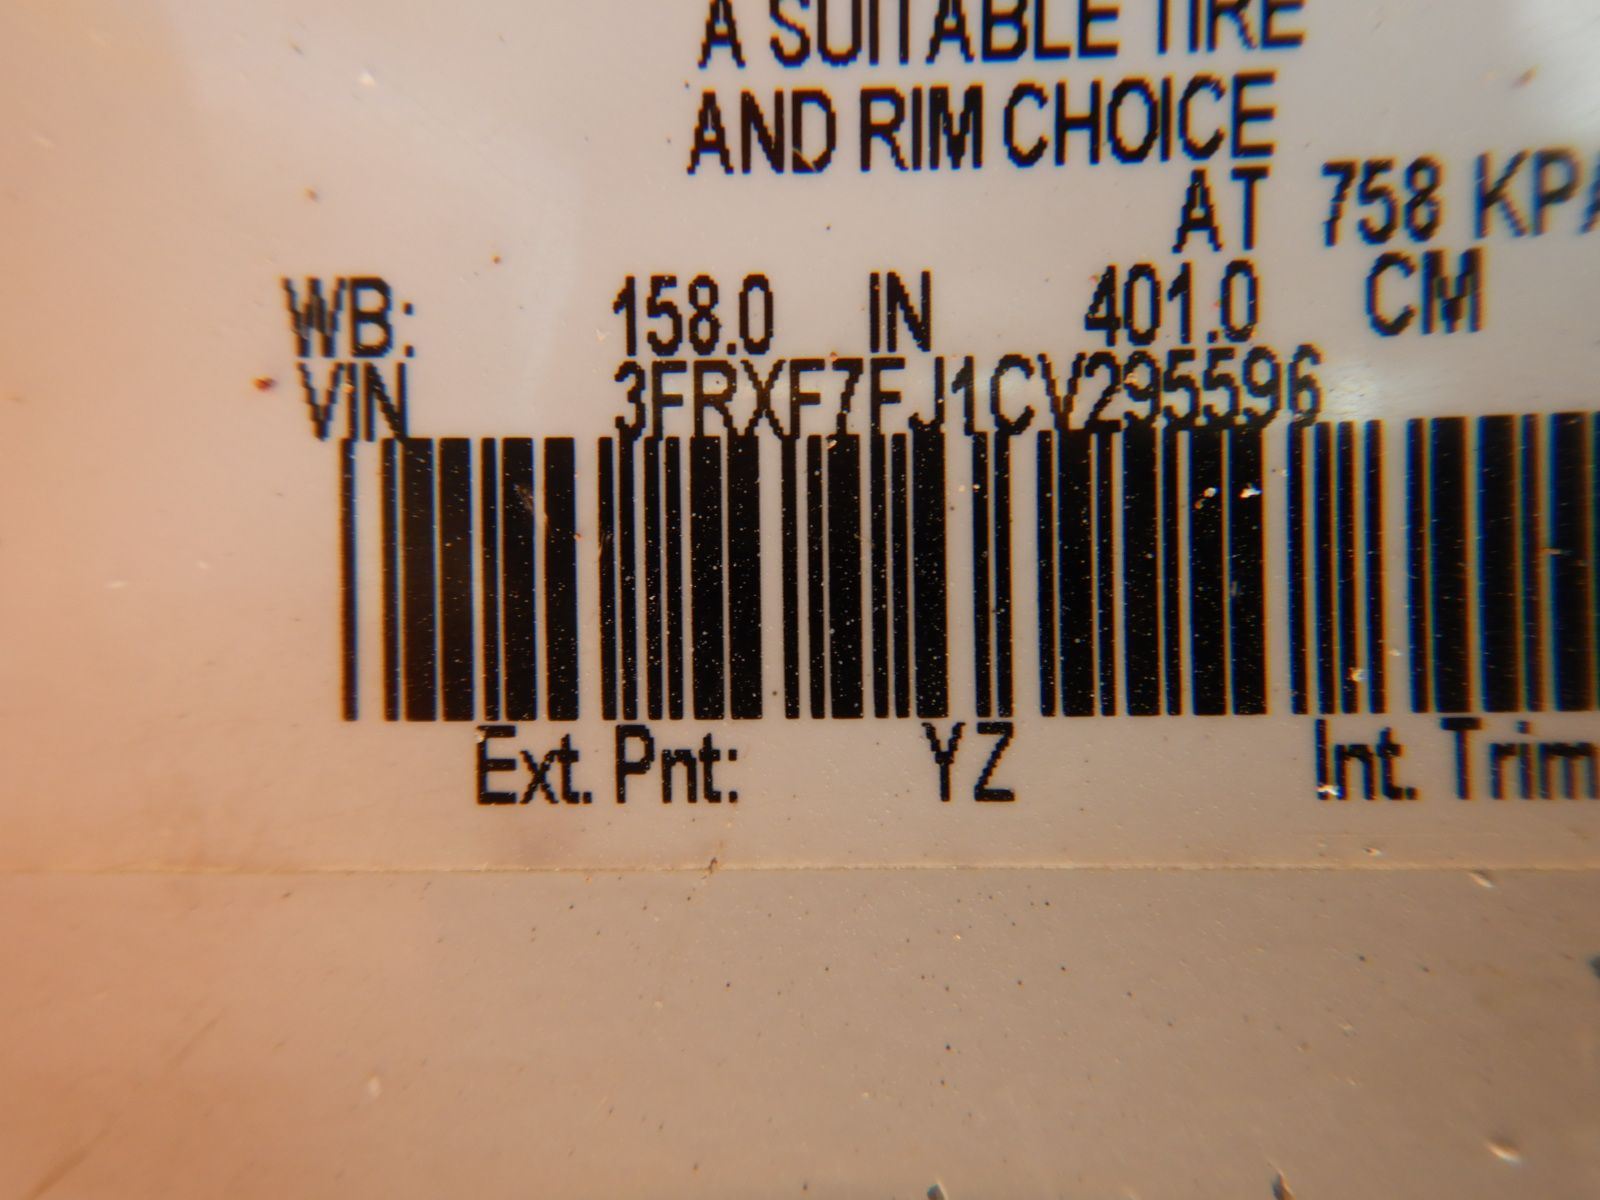 A SUITABLE TIRE
AND RIM CHOICE
AT 758 KPA
WB: 158.0 IN 401.0 CM
VIN 3FRXF7FJ1CV295596
Ext. Pnt: YZ Int. Trim